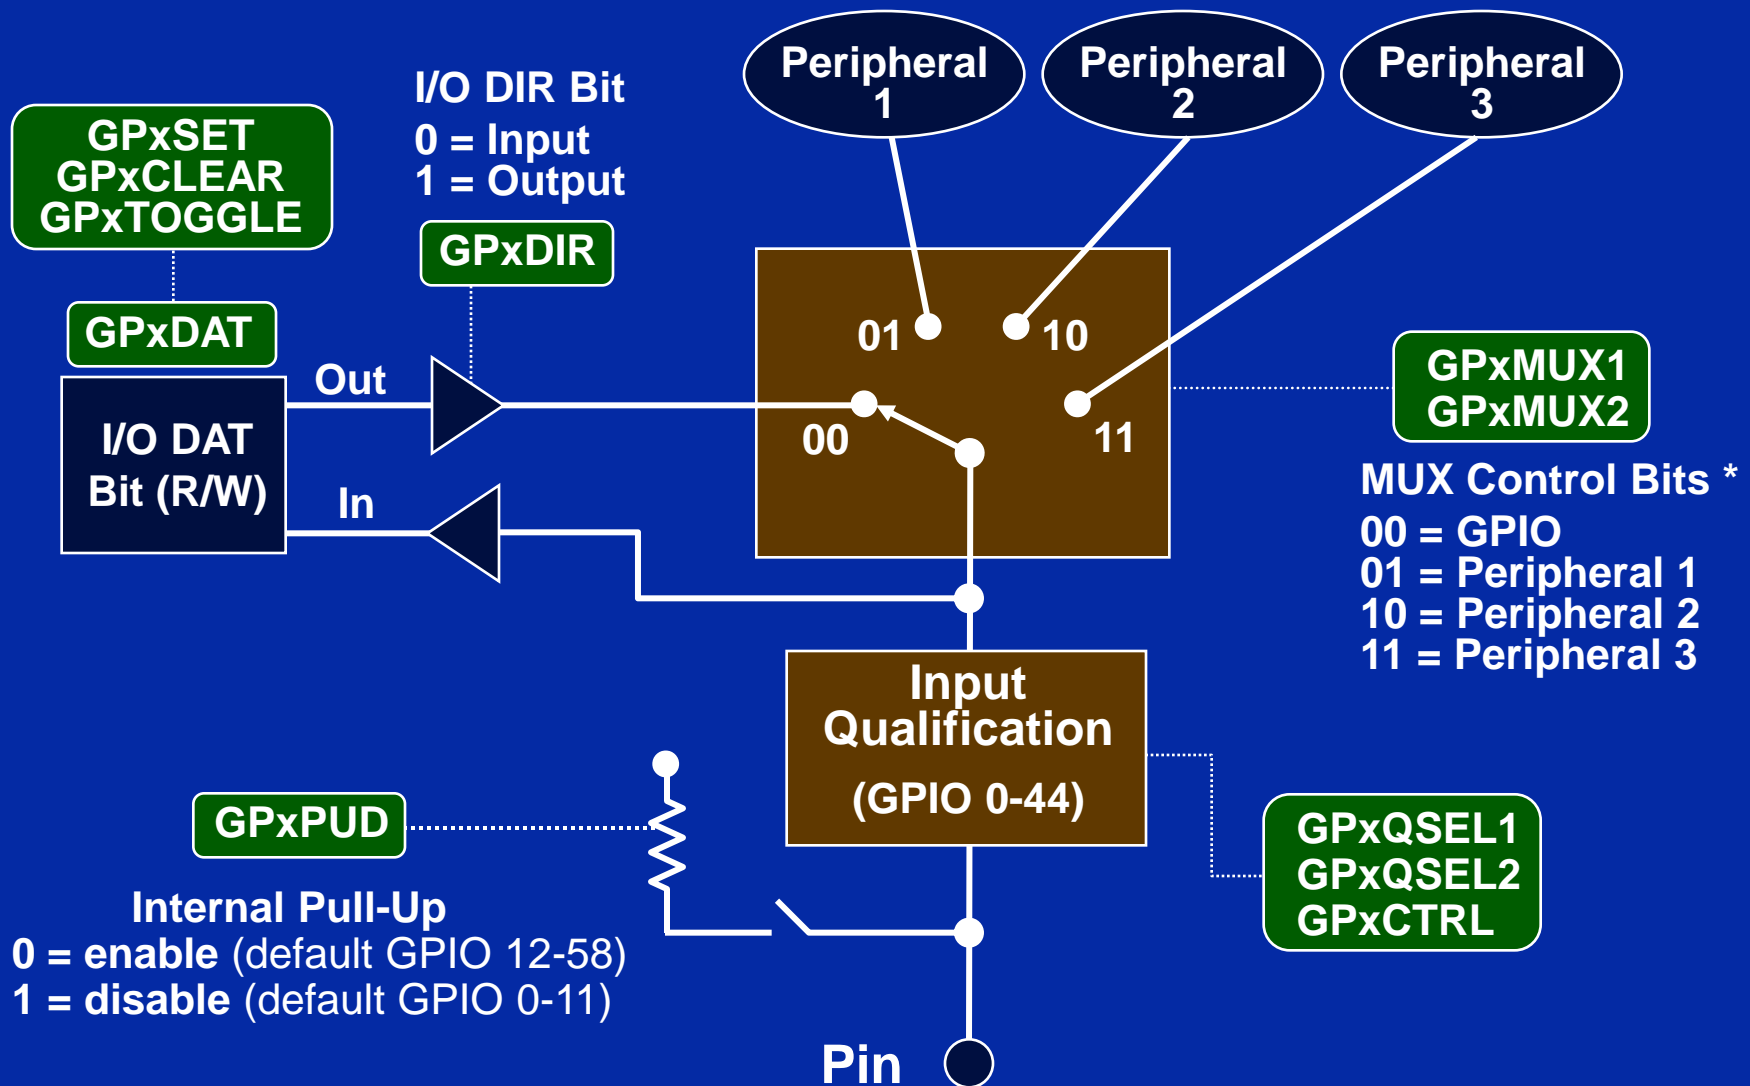 Peripheral
1
Peripheral
2
Peripheral
3
I/O DIR Bit
0 = Input
1 = Output
GPxSET
GPxCLEAR
GPxTOGGLE
GPxDIR
GPxDAT
Out
I/O DAT
Bit (R/W)
In
01
10
00
11
GPxMUX1
GPxMUX2
MUX Control Bits *
00 = GPIO
01 = Peripheral 1
10 = Peripheral 2
11 = Peripheral 3
Input
Qualification
(GPIO 0-44)
GPxPUD
Internal Pull-Up
0 = enable (default GPIO 12-58)
1 = disable (default GPIO 0-11)
GPxQSEL1
GPxQSEL2
GPxCTRL
Pin